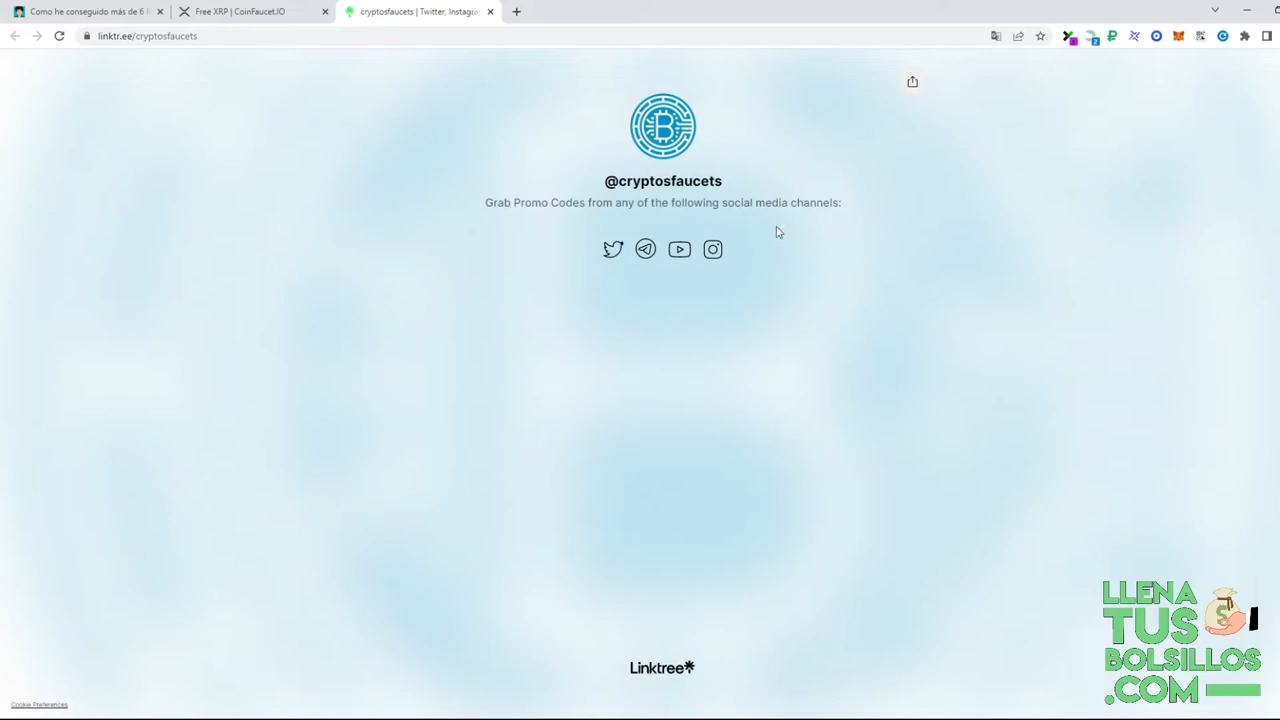 Como he conseguido más de 6 l
Free XRP | CoinFaucet.IO
cryptosfaucets | Twitter, Instagra
linktr.ee/cryptosfaucets
@cryptosfaucets
Grab Promo Codes from any of the following social media channels:
Linktree
Cookie Preferences
LLENA
TUS
BOLSILLOS
.COM